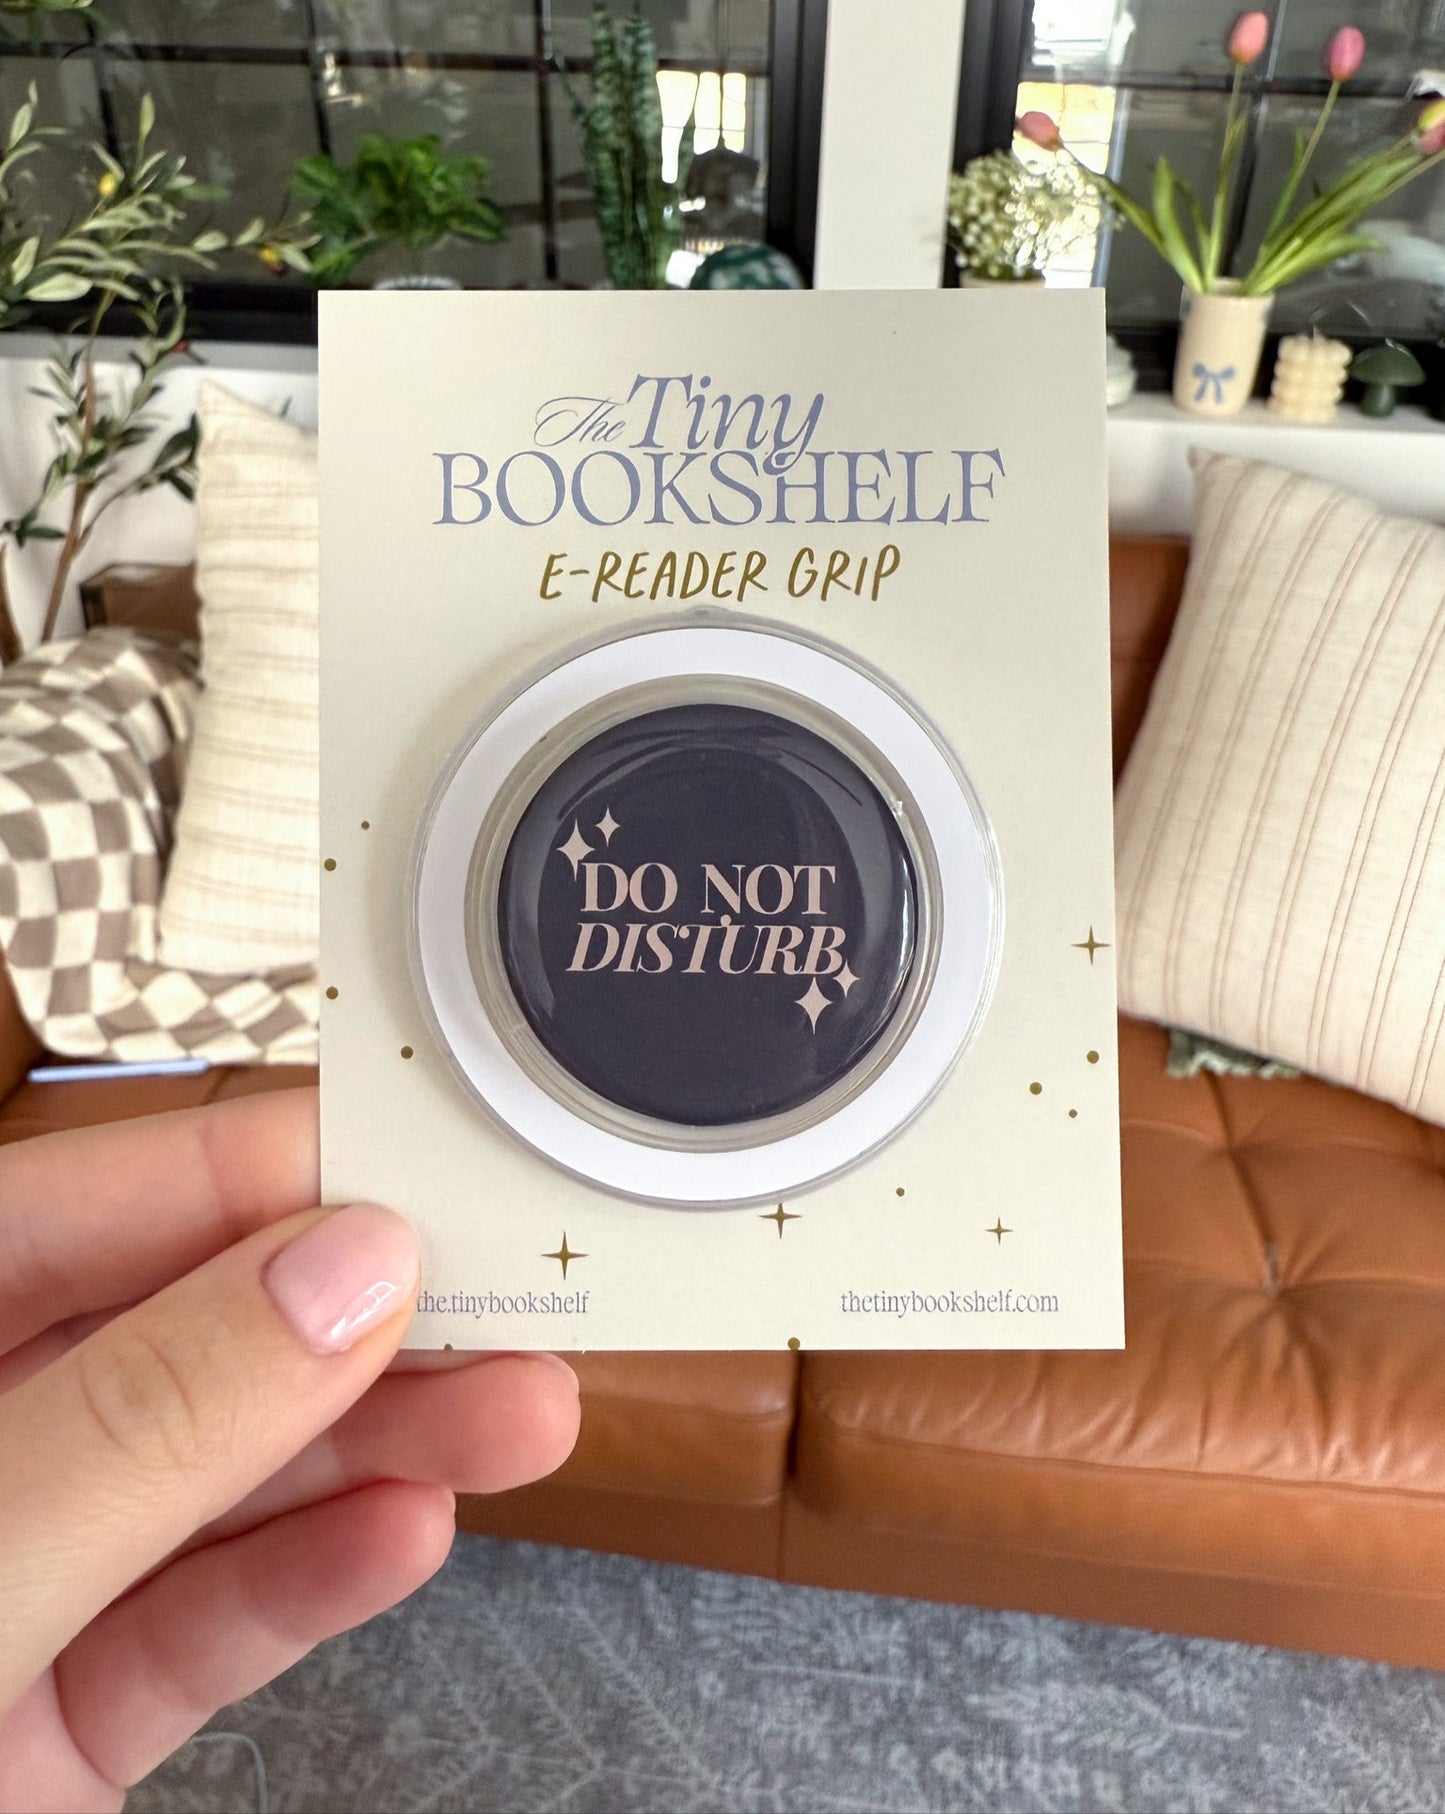 The Tiny
BOOKSHELF
E-READER GRIP
DO NOT
DISTURB
the.tinybookshelf
thetinybookshelf.com